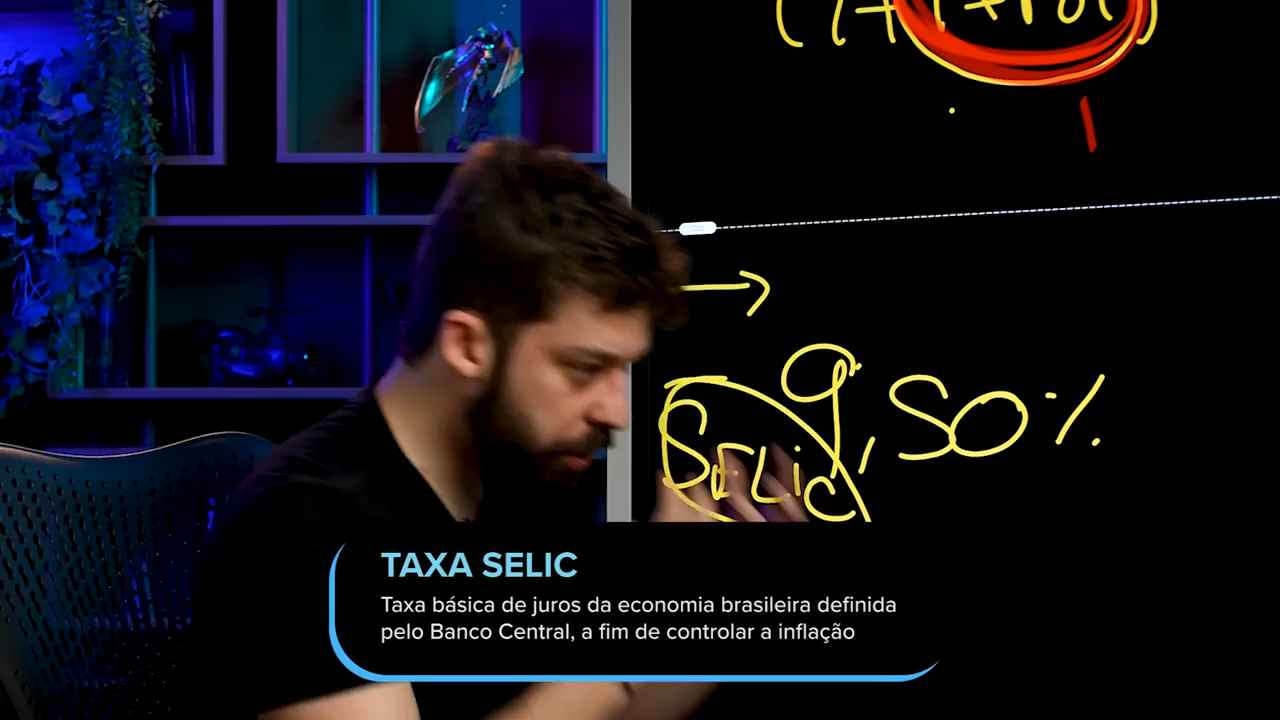 9,50%
SELIC
TAXA SELIC
Taxa básica de juros da economia brasileira definida
pelo Banco Central, a fim de controlar a inflação